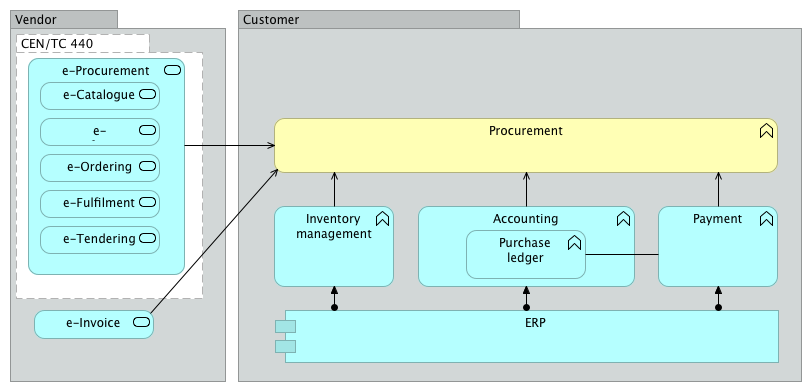 Vendor
CEN/TC 440
e-Procurement
e-Catalogue
e-
e-Ordering
e-Fulfilment
e-Tendering
e-Invoice
Customer
Procurement
Inventory
management
Accounting
Purchase
ledger
Payment
ERP